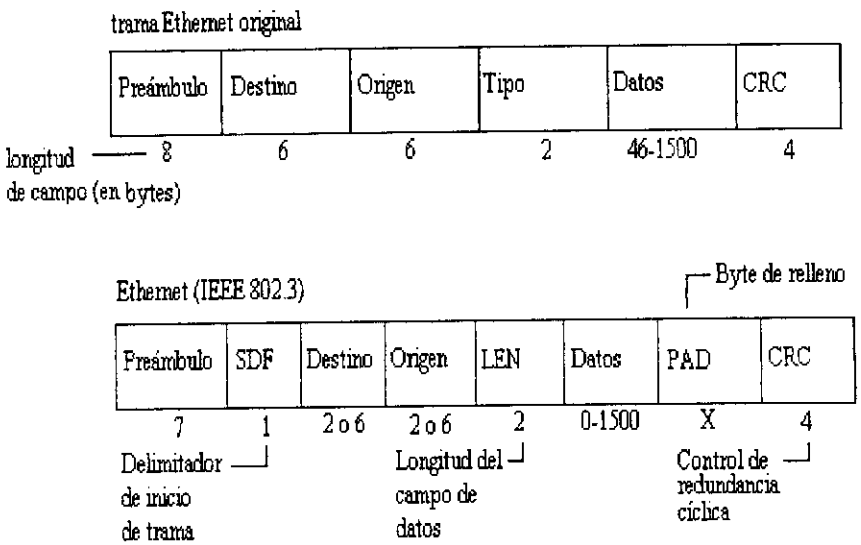 trama Ethernet original
Preámbulo Destino Origen Tipo Datos CRC
longitud 8 6 6 2 46-1500 4
de campo (en bytes)
Byte de relleno
Ethernet (IEEE 802.3)
Preámbulo SDF Destino Origen LEN Datos PAD CRC
7 1 2 o 6 2 o 6 2 0-1500 X 4
Delimitador Longitud del Control de
de inicio campo de redundancia
de trama datos cíclica